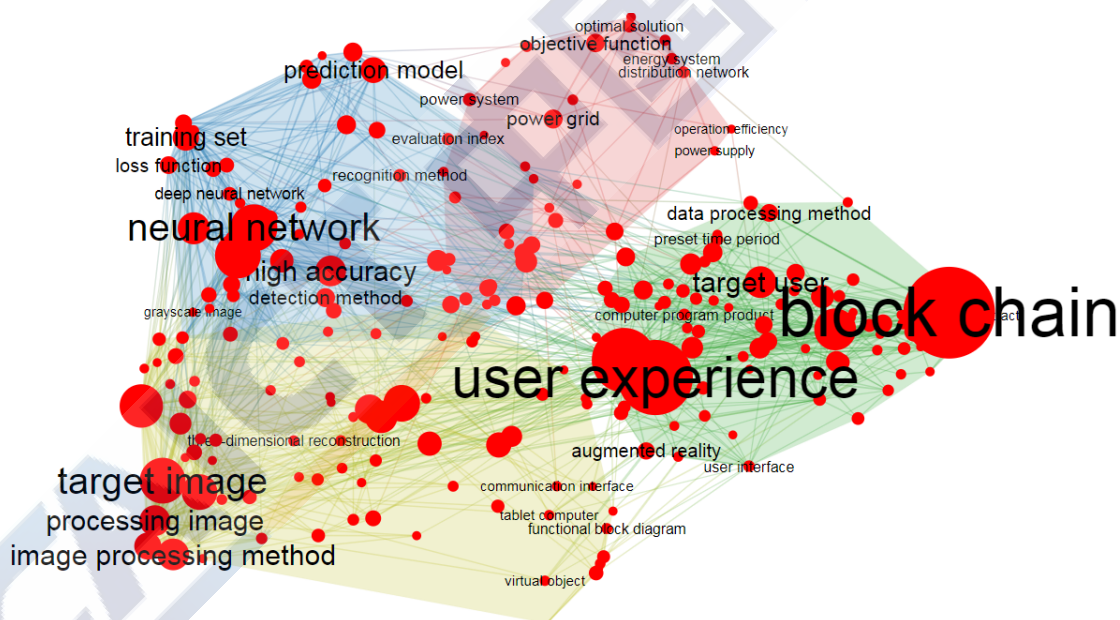 optimal solution
objective function
energy system
distribution network
prediction model
power system
power grid
operation efficiency
training set
evaluation index
power supply
loss function
recognition method
deep neural network
data processing method
neural network
preset time period
high accuracy
target user
detection method
grayscale image
computer program product
block chain
user experience
three-dimensional reconstruction
augmented reality
user interface
target image
communication interface
processing image
tablet computer
functional block diagram
image processing method
virtual object